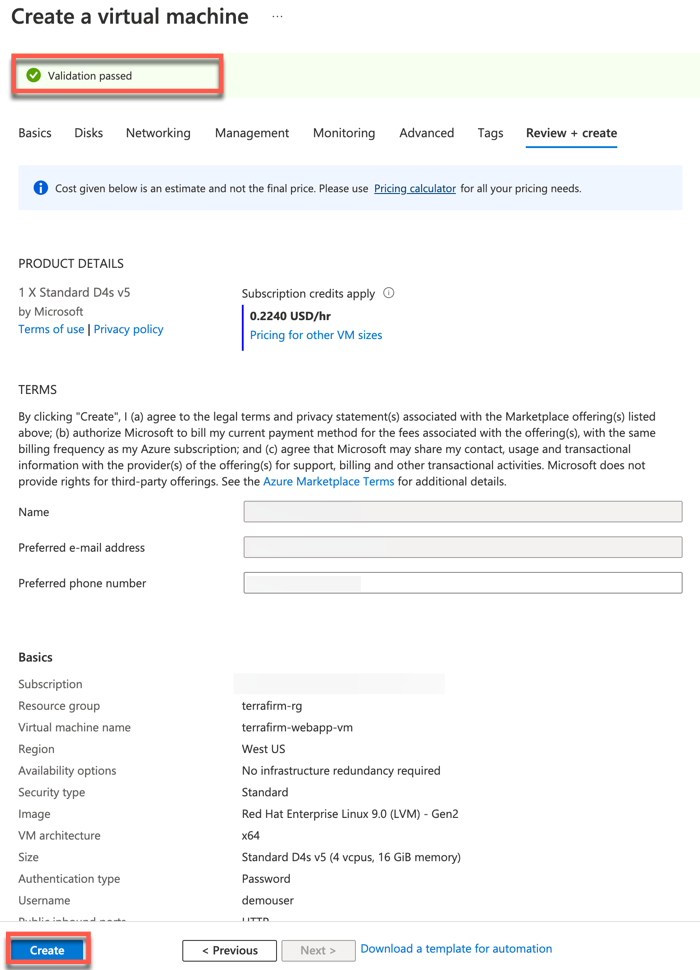 Create a virtual machine ...
Validation passed
Basics Disks Networking Management Monitoring Advanced Tags Review + create
Cost given below is an estimate and not the final price. Please use Pricing calculator for all your pricing needs.
PRODUCT DETAILS
1 X Standard D4s v5
by Microsoft
Terms of use | Privacy policy
Subscription credits apply
0.2240 USD/hr
Pricing for other VM sizes
TERMS
By clicking "Create", I (a) agree to the legal terms and privacy statement(s) associated with the Marketplace offering(s) listed
above; (b) authorize Microsoft to bill my current payment method for the fees associated with the offering(s), with the same
billing frequency as my Azure subscription; and (c) agree that Microsoft may share my contact, usage and transactional
information with the provider(s) of the offering(s) for support, billing and other transactional activities. Microsoft does not
provide rights for third-party offerings. See the Azure Marketplace Terms for additional details.
Name
Preferred e-mail address
Preferred phone number
Basics
Subscription
Resource group terrafirm-rg
Virtual machine name terrafirm-webapp-vm
Region West US
Availability options No infrastructure redundancy required
Security type Standard
Image Red Hat Enterprise Linux 9.0 (LVM) - Gen2
VM architecture x64
Size Standard D4s v5 (4 vcpus, 16 GiB memory)
Authentication type Password
Username demouser
Public inbound ports HTTP
Create < Previous Next > Download a template for automation